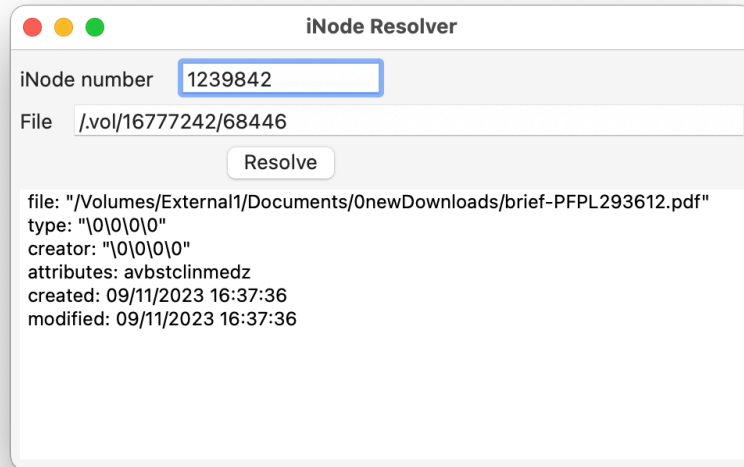 iNode Resolver
iNode number 1239842
File /.vol/16777242/68446
Resolve
file: "/Volumes/External1/Documents/0newDownloads/brief-PFPL293612.pdf"
type: "\0\0\0\0"
creator: "\0\0\0\0"
attributes: avbstclinmedz
created: 09/11/2023 16:37:36
modified: 09/11/2023 16:37:36